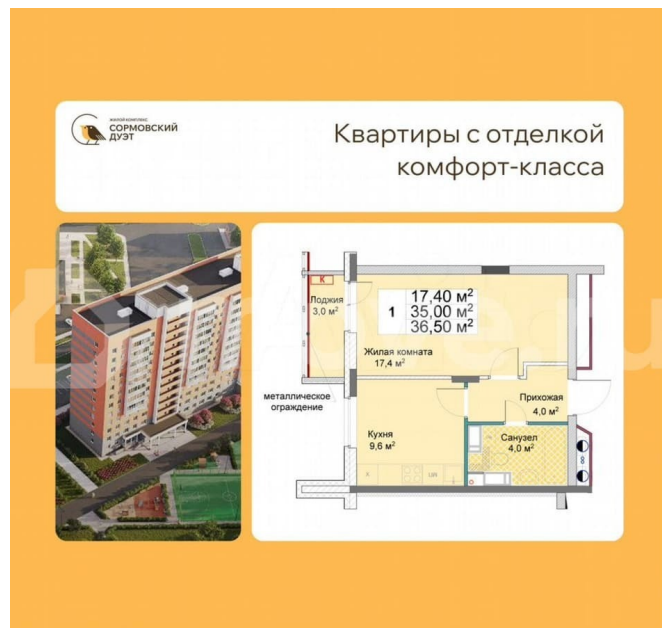 ЖИЛОЙ КОМПЛЕКС
СОРМОВСКИЙ
ДУЭТ
Квартиры с отделкой
комфорт-класса
К
Лоджия
3,0 м²
1
17,40 м²
35,00 м²
36,50 м²
Жилая комната
17,4 м²
металлическое
ограждение
Прихожая
4,0 м²
Кухня
9,6 м²
Санузел
4,0 м²